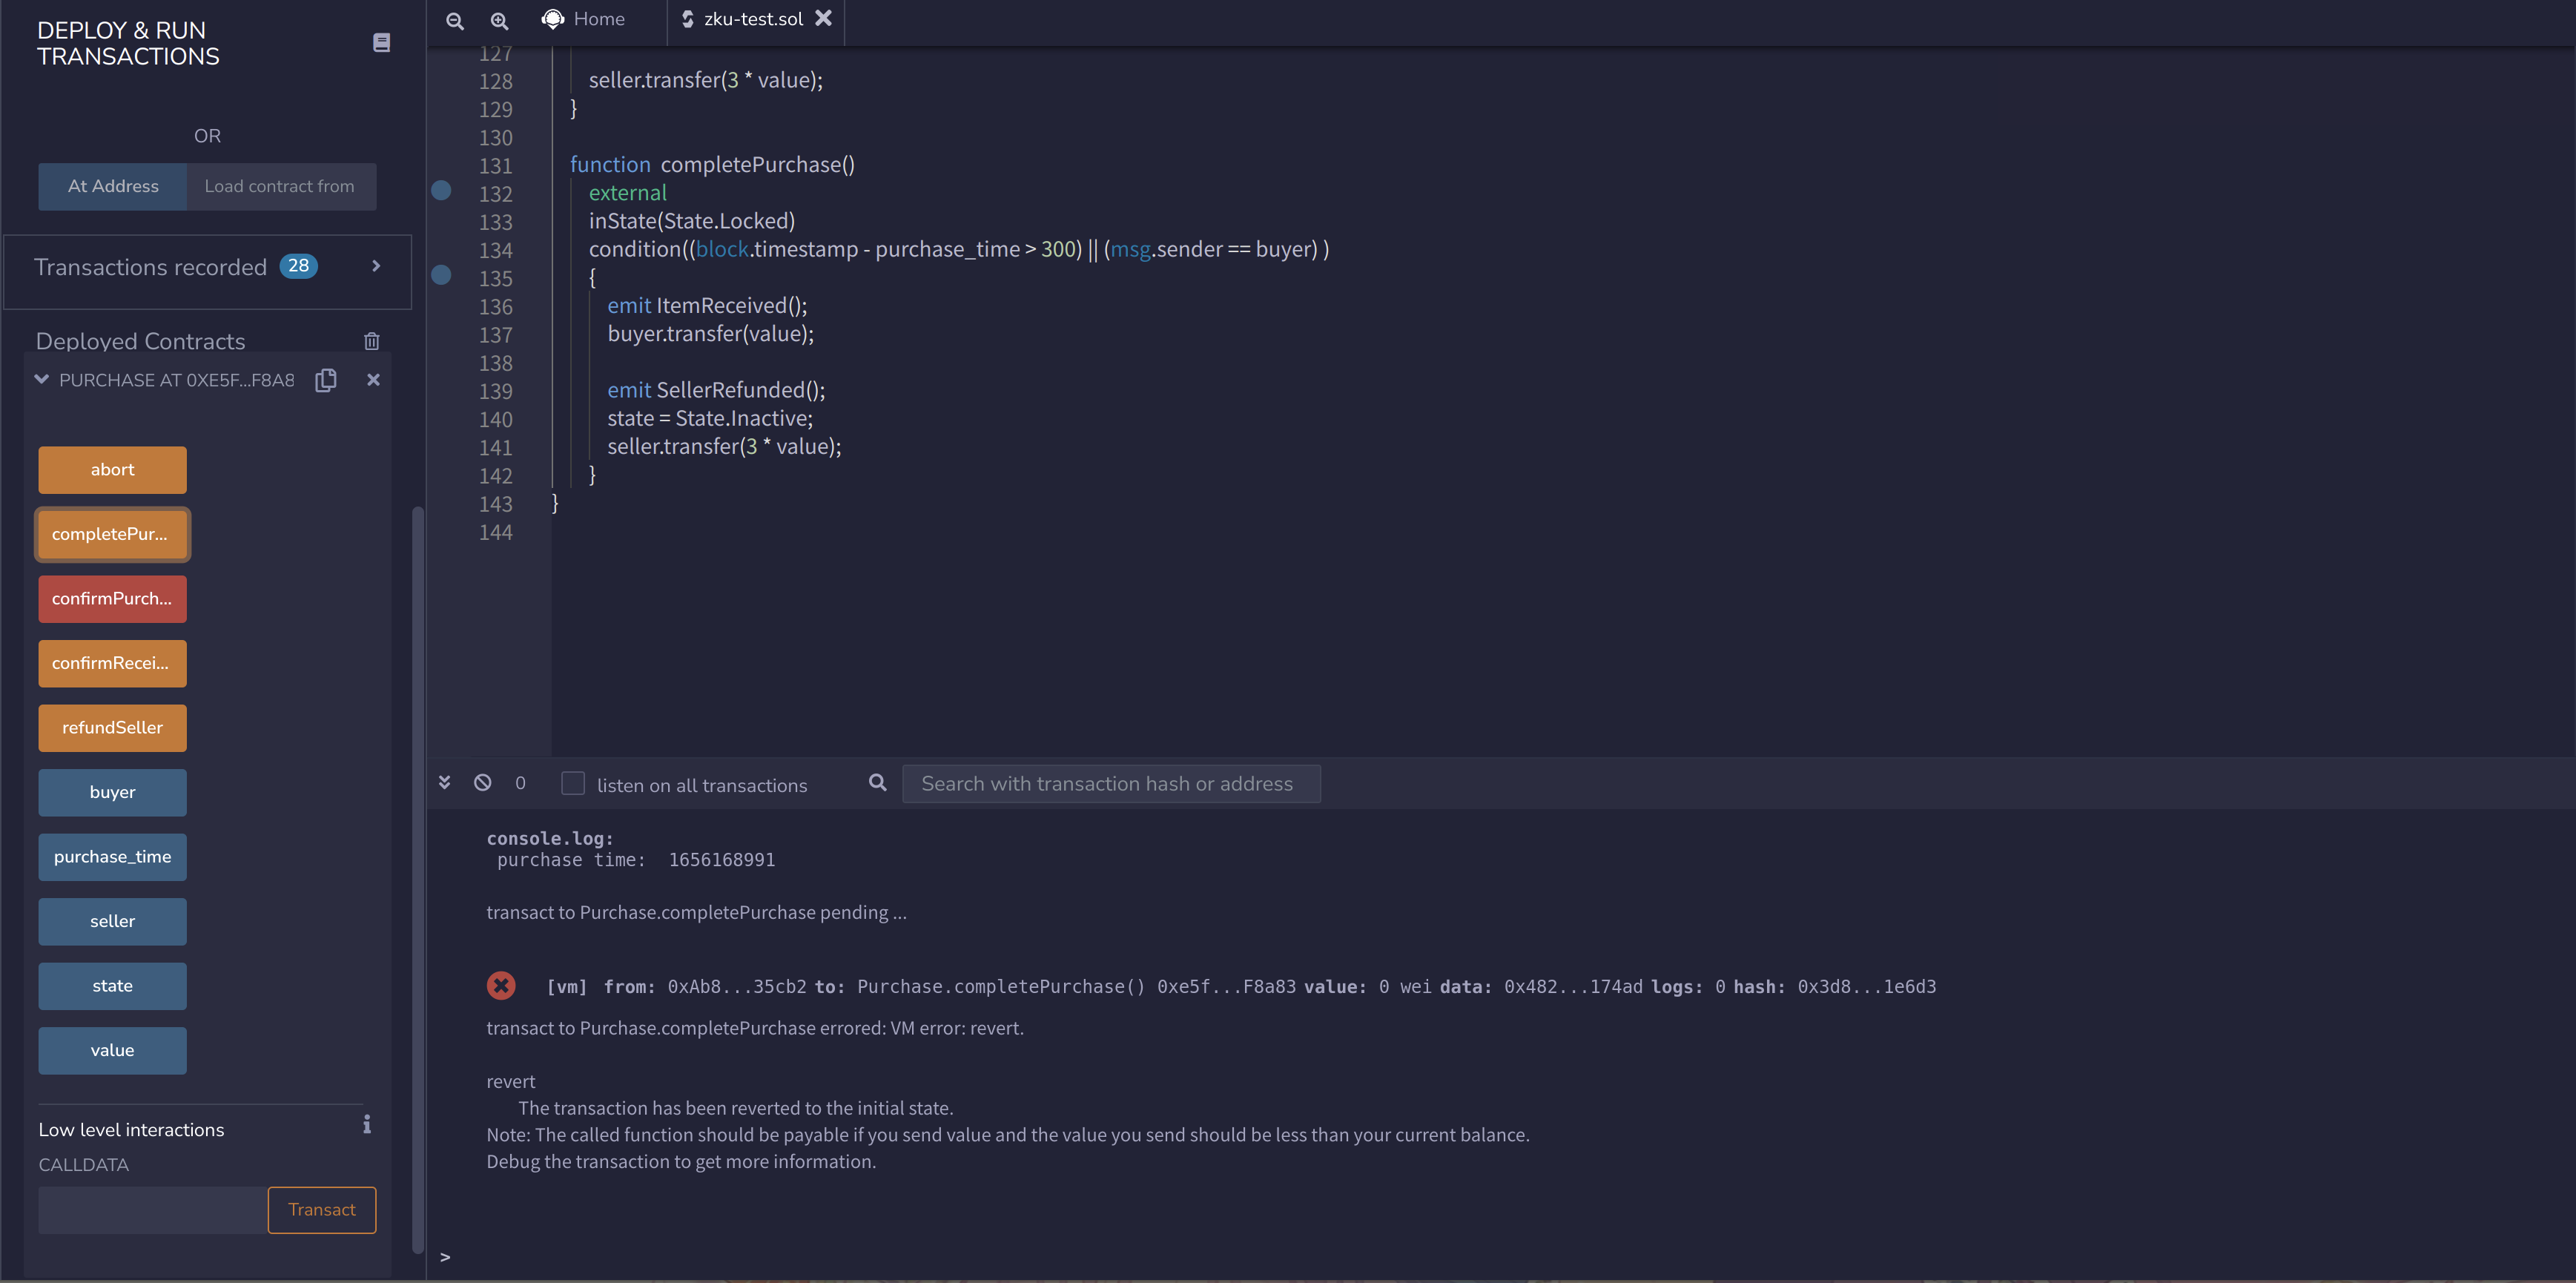 DEPLOY & RUN
TRANSACTIONS
OR
At Address Load contract from
Transactions recorded 28
Deployed Contracts
PURCHASE AT 0XE5F...F8A8
abort
completePur...
confirmPurch...
confirmRecei...
refundSeller
buyer
purchase_time
seller
state
value
Low level interactions
CALLDATA
Transact
Home zku-test.sol
127
128 seller.transfer(3 * value);
129 }
130
131 function completePurchase()
132 external
133 inState(State.Locked)
134 condition((block.timestamp - purchase_time > 300) || (msg.sender == buyer) )
135 {
136 emit ItemReceived();
137 buyer.transfer(value);
138
139 emit SellerRefunded();
140 state = State.Inactive;
141 seller.transfer(3 * value);
142 }
143 }
144
0 listen on all transactions Search with transaction hash or address
console.log:
purchase time: 1656168991
transact to Purchase.completePurchase pending ...
[vm] from: 0xAb8...35cb2 to: Purchase.completePurchase() 0xe5f...F8a83 value: 0 wei data: 0x482...174ad logs: 0 hash: 0x3d8...1e6d3
transact to Purchase.completePurchase errored: VM error: revert.
revert
The transaction has been reverted to the initial state.
Note: The called function should be payable if you send value and the value you send should be less than your current balance.
Debug the transaction to get more information.
>